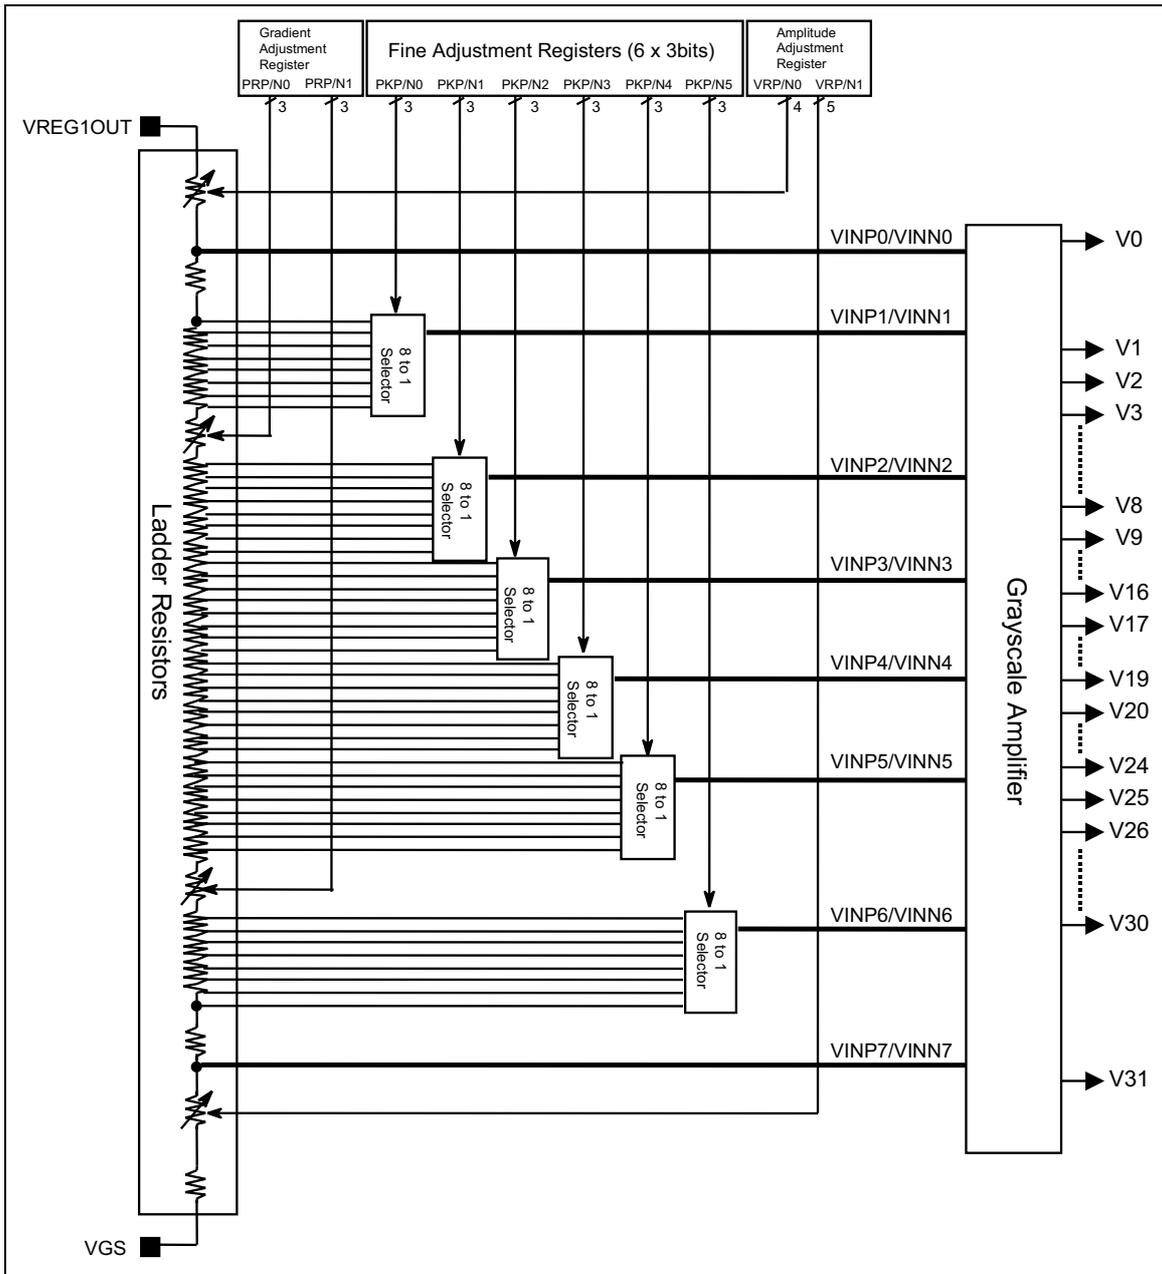 Gradient
Adjustment
Register
PRP/N0 PRP/N1
3 3
Fine Adjustment Registers (6 x 3bits)
PKP/N0 PKP/N1 PKP/N2 PKP/N3 PKP/N4 PKP/N5
3 3 3 3 3 3
Amplitude
Adjustment
Register
VRP/N0 VRP/N1
4 5
VREG1OUT
Ladder Resistors
VGS
8 to 1
Selector
8 to 1
Selector
8 to 1
Selector
8 to 1
Selector
8 to 1
Selector
8 to 1
Selector
VINP0/VINN0
VINP1/VINN1
VINP2/VINN2
VINP3/VINN3
VINP4/VINN4
VINP5/VINN5
VINP6/VINN6
VINP7/VINN7
Grayscale Amplifier
V0
V1
V2
V3
V8
V9
V16
V17
V19
V20
V24
V25
V26
V30
V31